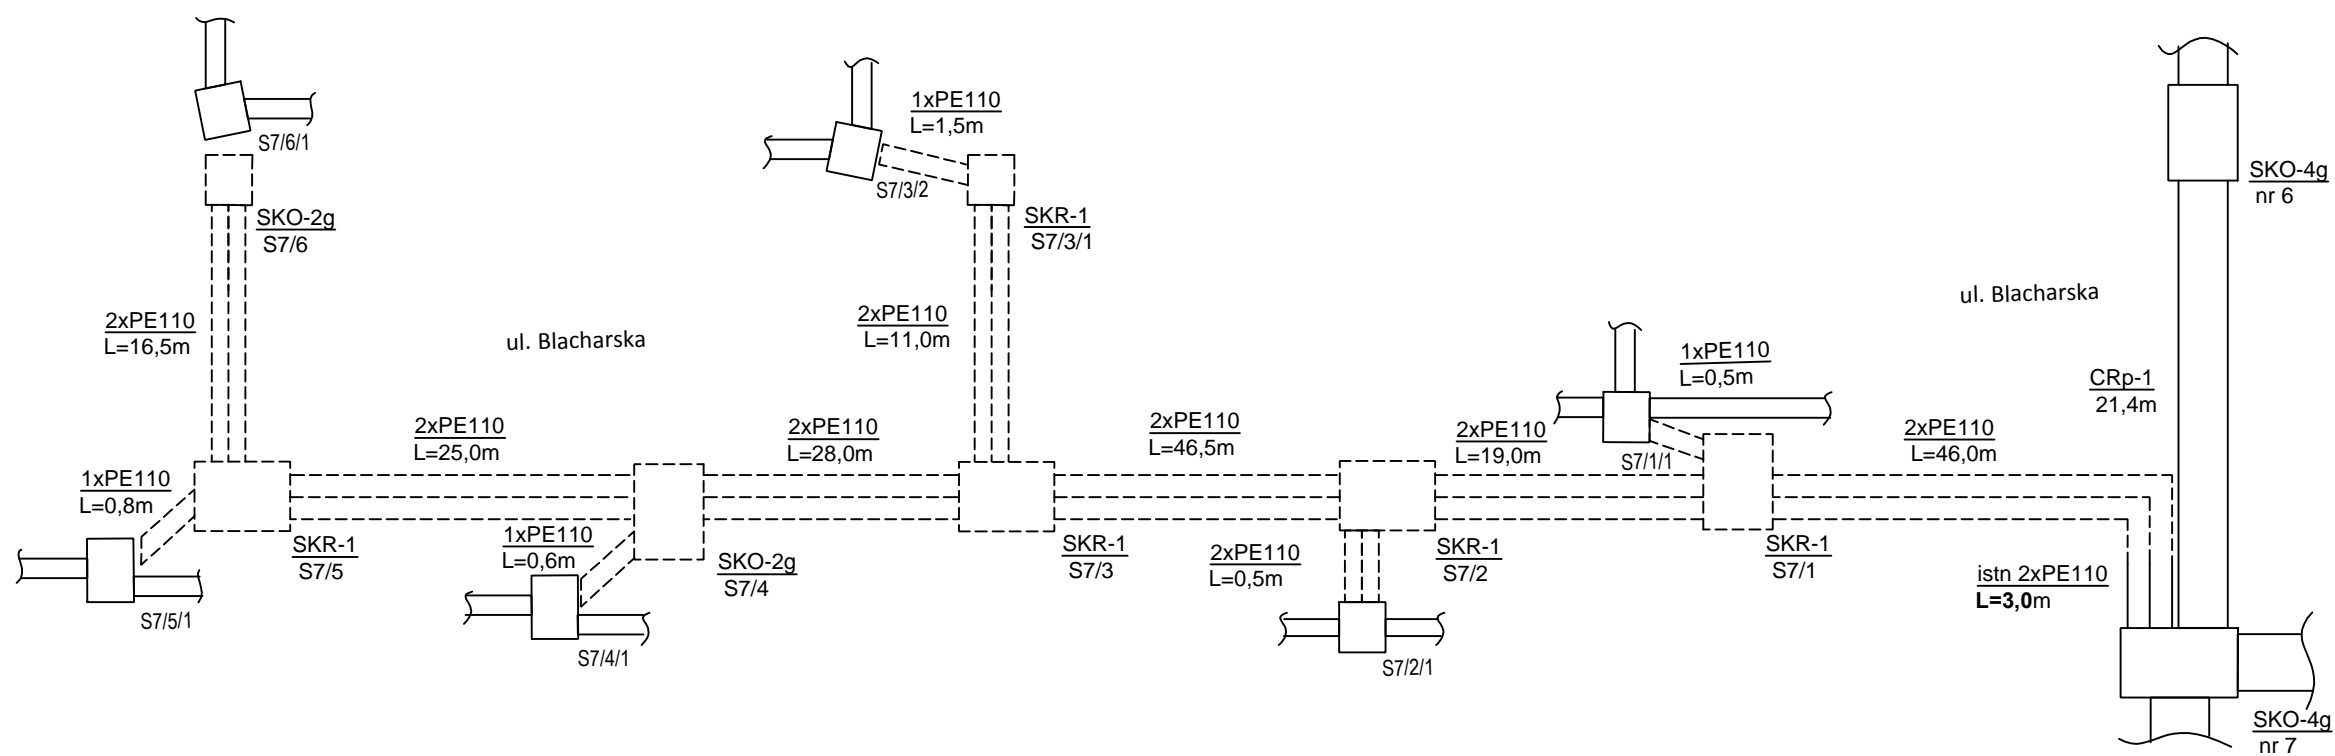 S7/6/1
SKO-2g
S7/6
2xPE110
L=16,5m
ul. Blacharska
1xPE110
L=1,5m
S7/3/2
SKR-1
S7/3/1
2xPE110
L=11,0m
SKO-4g
nr 6
ul. Blacharska
CRp-1
21,4m
1xPE110
L=0,5m
S7/1/1
1xPE110
L=0,8m
S7/5/1
SKR-1
S7/5
2xPE110
L=25,0m
1xPE110
L=0,6m
S7/4/1
SKO-2g
S7/4
2xPE110
L=28,0m
SKR-1
S7/3
2xPE110
L=46,5m
2xPE110
L=0,5m
S7/2/1
SKR-1
S7/2
2xPE110
L=19,0m
SKR-1
S7/1
2xPE110
L=46,0m
istn 2xPE110
L=3,0m
SKO-4g
nr 7